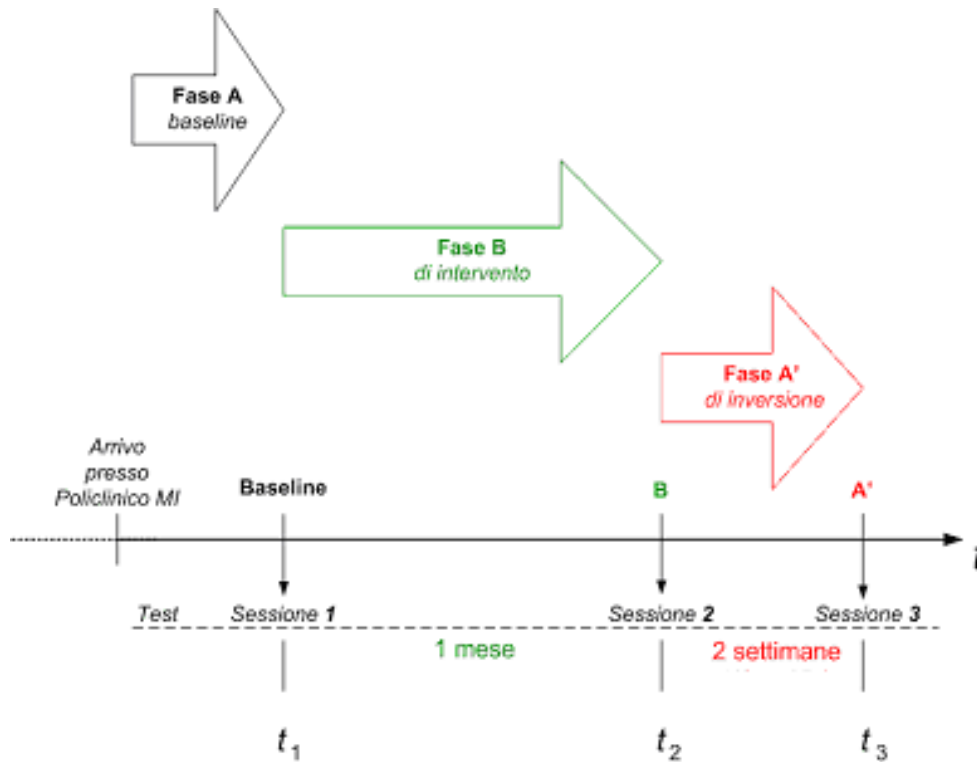 Fase A
baseline
Fase B
di intervento
Fase A'
di inversione
Arrivo
presso
Policlinico MI
Baseline
B
A'
t
Test Sessione 1 Sessione 2 Sessione 3
1 mese 2 settimane
t1 t2 t3